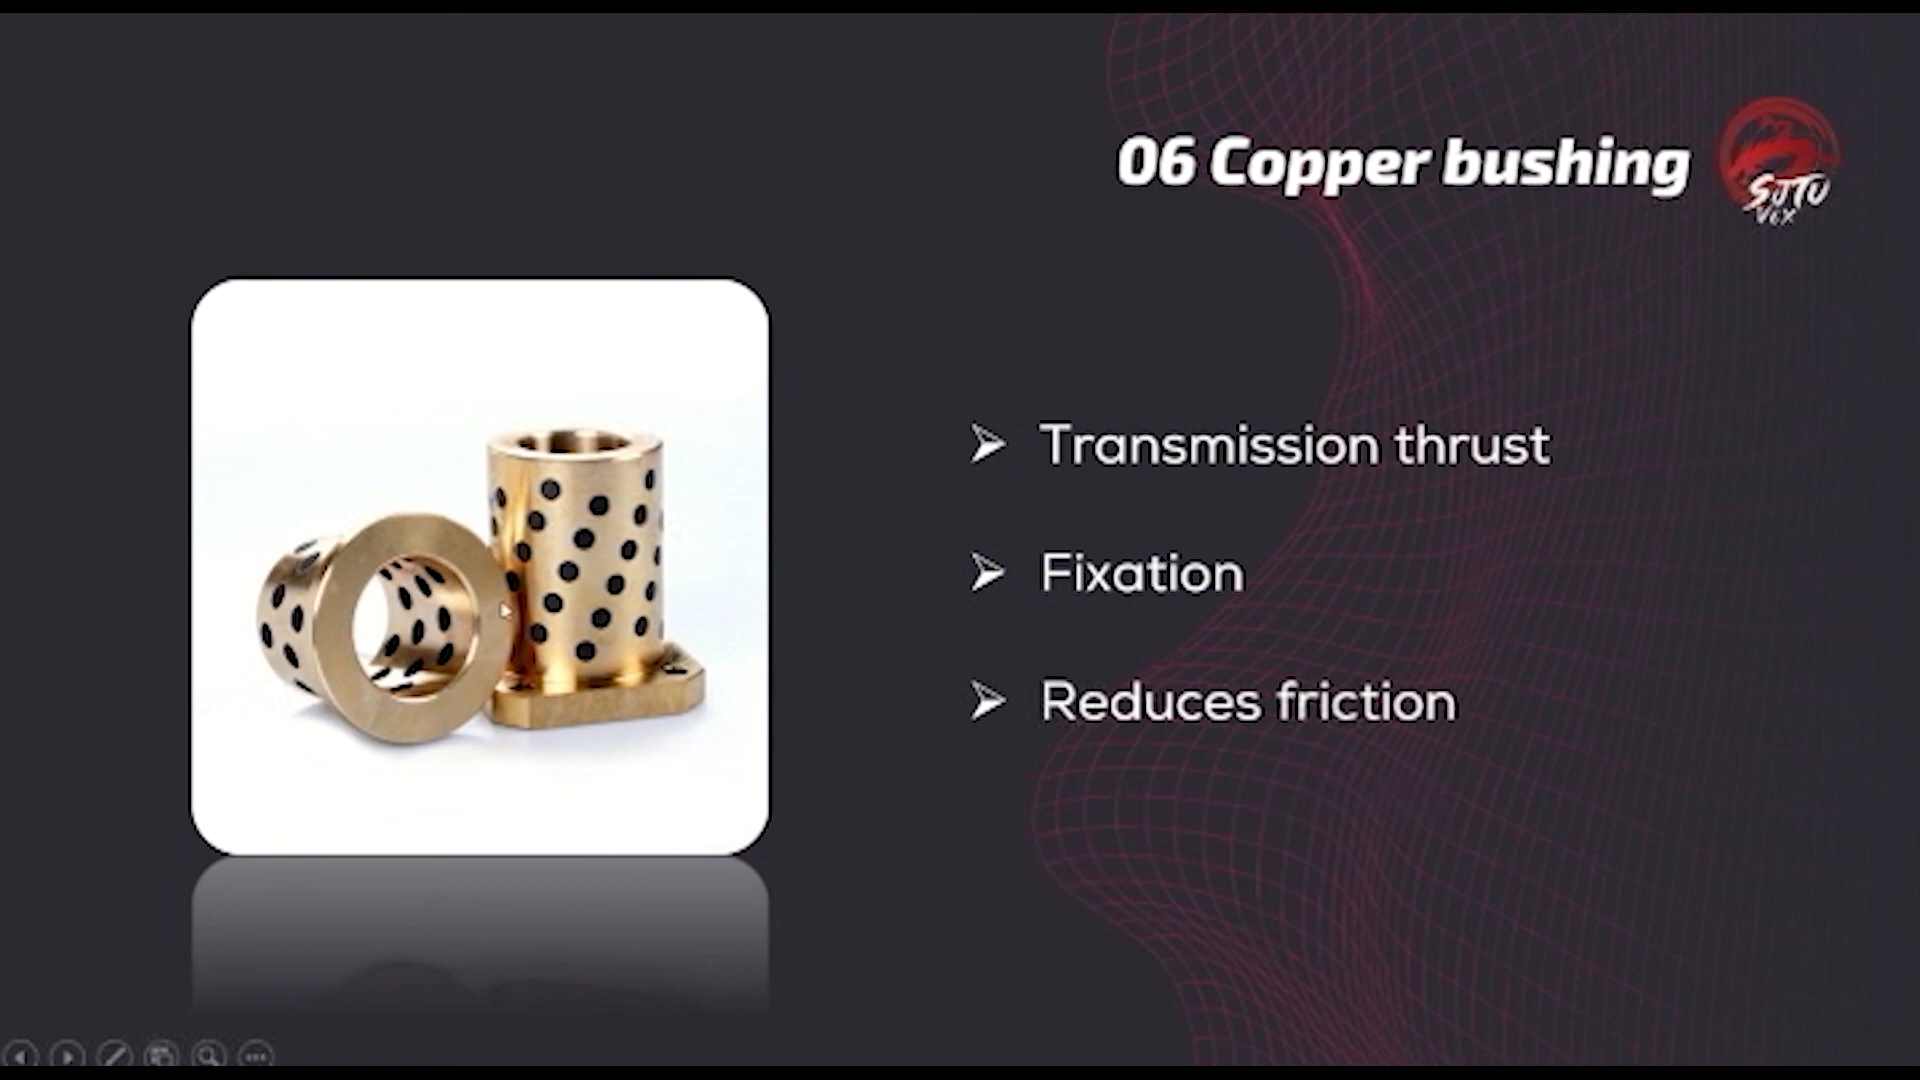 06 Copper bushing
SJTU
VEX
Transmission thrust
Fixation
Reduces friction